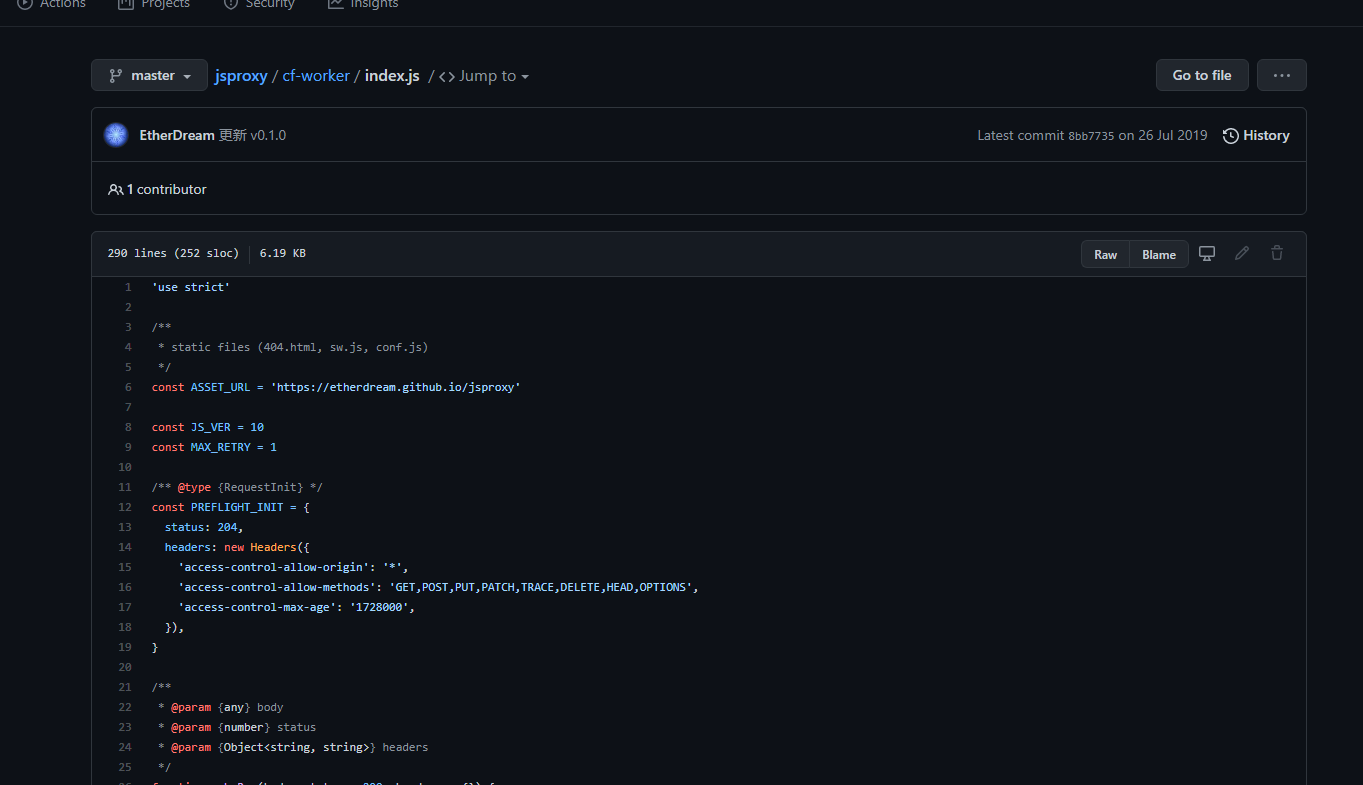 Actions Projects Security Insights
master jsproxy / cf-worker / index.js / <> Jump to Go to file ...
EtherDream 更新 v0.1.0 Latest commit 8bb7735 on 26 Jul 2019 History
1 contributor
290 lines (252 sloc) 6.19 KB Raw Blame
1 'use strict'
2
3 /**
4 * static files (404.html, sw.js, conf.js)
5 */
6 const ASSET_URL = 'https://etherdream.github.io/jsproxy'
7
8 const JS_VER = 10
9 const MAX_RETRY = 1
10
11 /** @type {RequestInit} */
12 const PREFLIGHT_INIT = {
13 status: 204,
14 headers: new Headers({
15 'access-control-allow-origin': '*',
16 'access-control-allow-methods': 'GET,POST,PUT,PATCH,TRACE,DELETE,HEAD,OPTIONS',
17 'access-control-max-age': '1728000',
18 }),
19 }
20
21 /**
22 * @param {any} body
23 * @param {number} status
24 * @param {Object<string, string>} headers
25 */